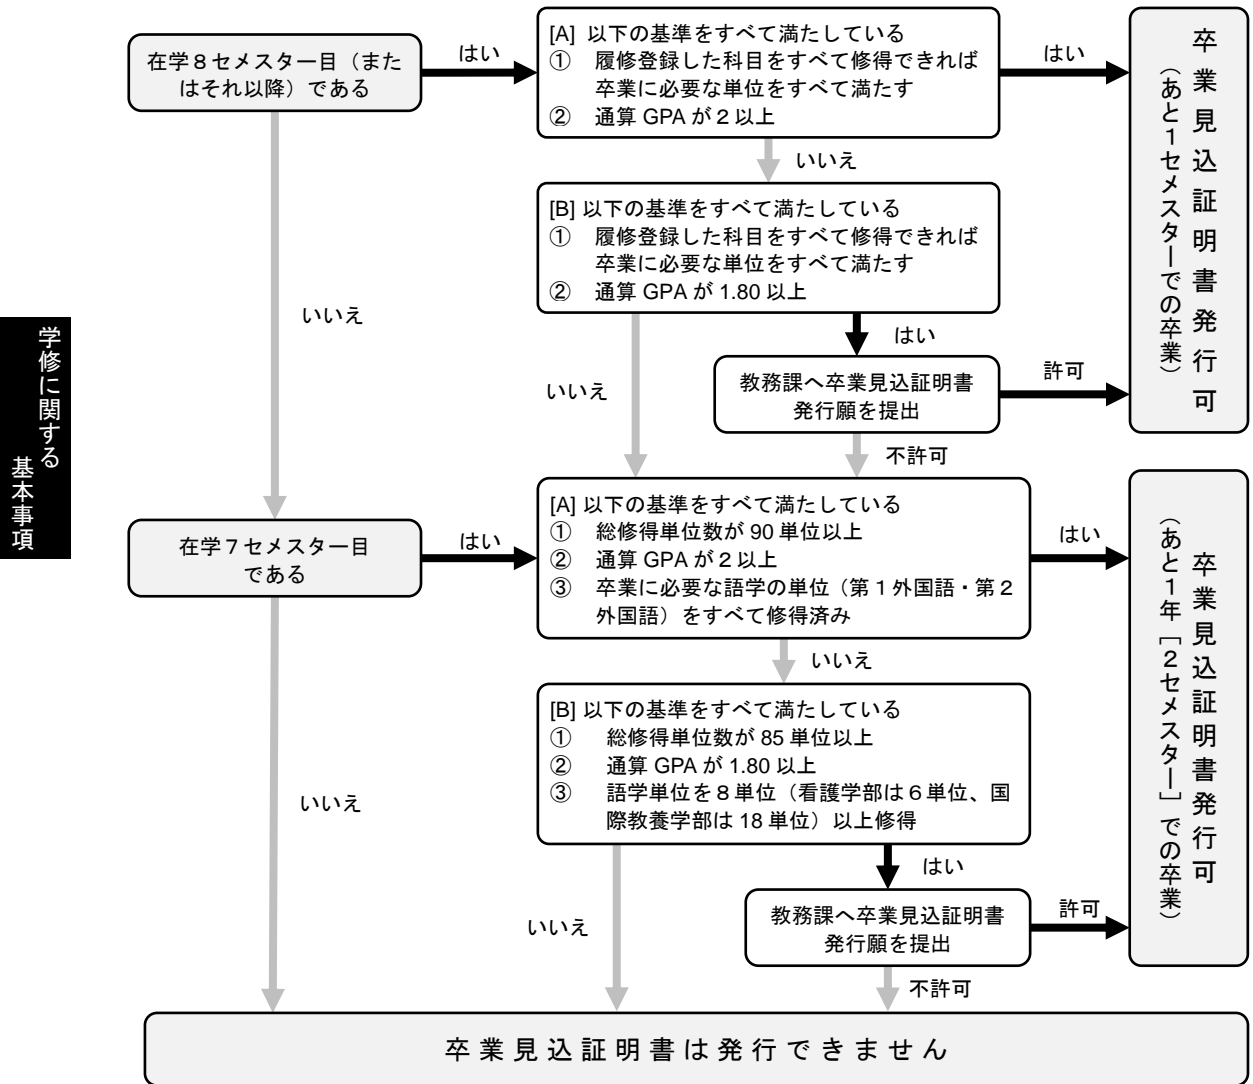 在学８セメスター目（また
はそれ以降）である
はい
[A] 以下の基準をすべて満たしている
① 履修登録した科目をすべて修得できれば
卒業に必要な単位をすべて満たす
② 通算 GPA が２以上
はい
卒業見込証明書発行可
（あと１セメスターでの卒業）
いいえ
[B] 以下の基準をすべて満たしている
① 履修登録した科目をすべて修得できれば
卒業に必要な単位をすべて満たす
② 通算 GPA が 1.80 以上
いいえ
はい
いいえ
教務課へ卒業見込証明書
発行願を提出
許可
不許可
学修に関する
基本事項
在学７セメスター目
である
はい
[A] 以下の基準をすべて満たしている
① 総修得単位数が 90 単位以上
② 通算 GPA が２以上
③ 卒業に必要な語学の単位（第１外国語・第２
外国語）をすべて修得済み
はい
卒業見込証明書発行可
（あと１年［２セメスター］での卒業）
いいえ
[B] 以下の基準をすべて満たしている
① 総修得単位数が 85 単位以上
② 通算 GPA が 1.80 以上
③ 語学単位を８単位（看護学部は６単位、国
際教養学部は 18 単位）以上修得
いいえ
はい
いいえ
教務課へ卒業見込証明書
発行願を提出
許可
不許可
卒業見込証明書は発行できません